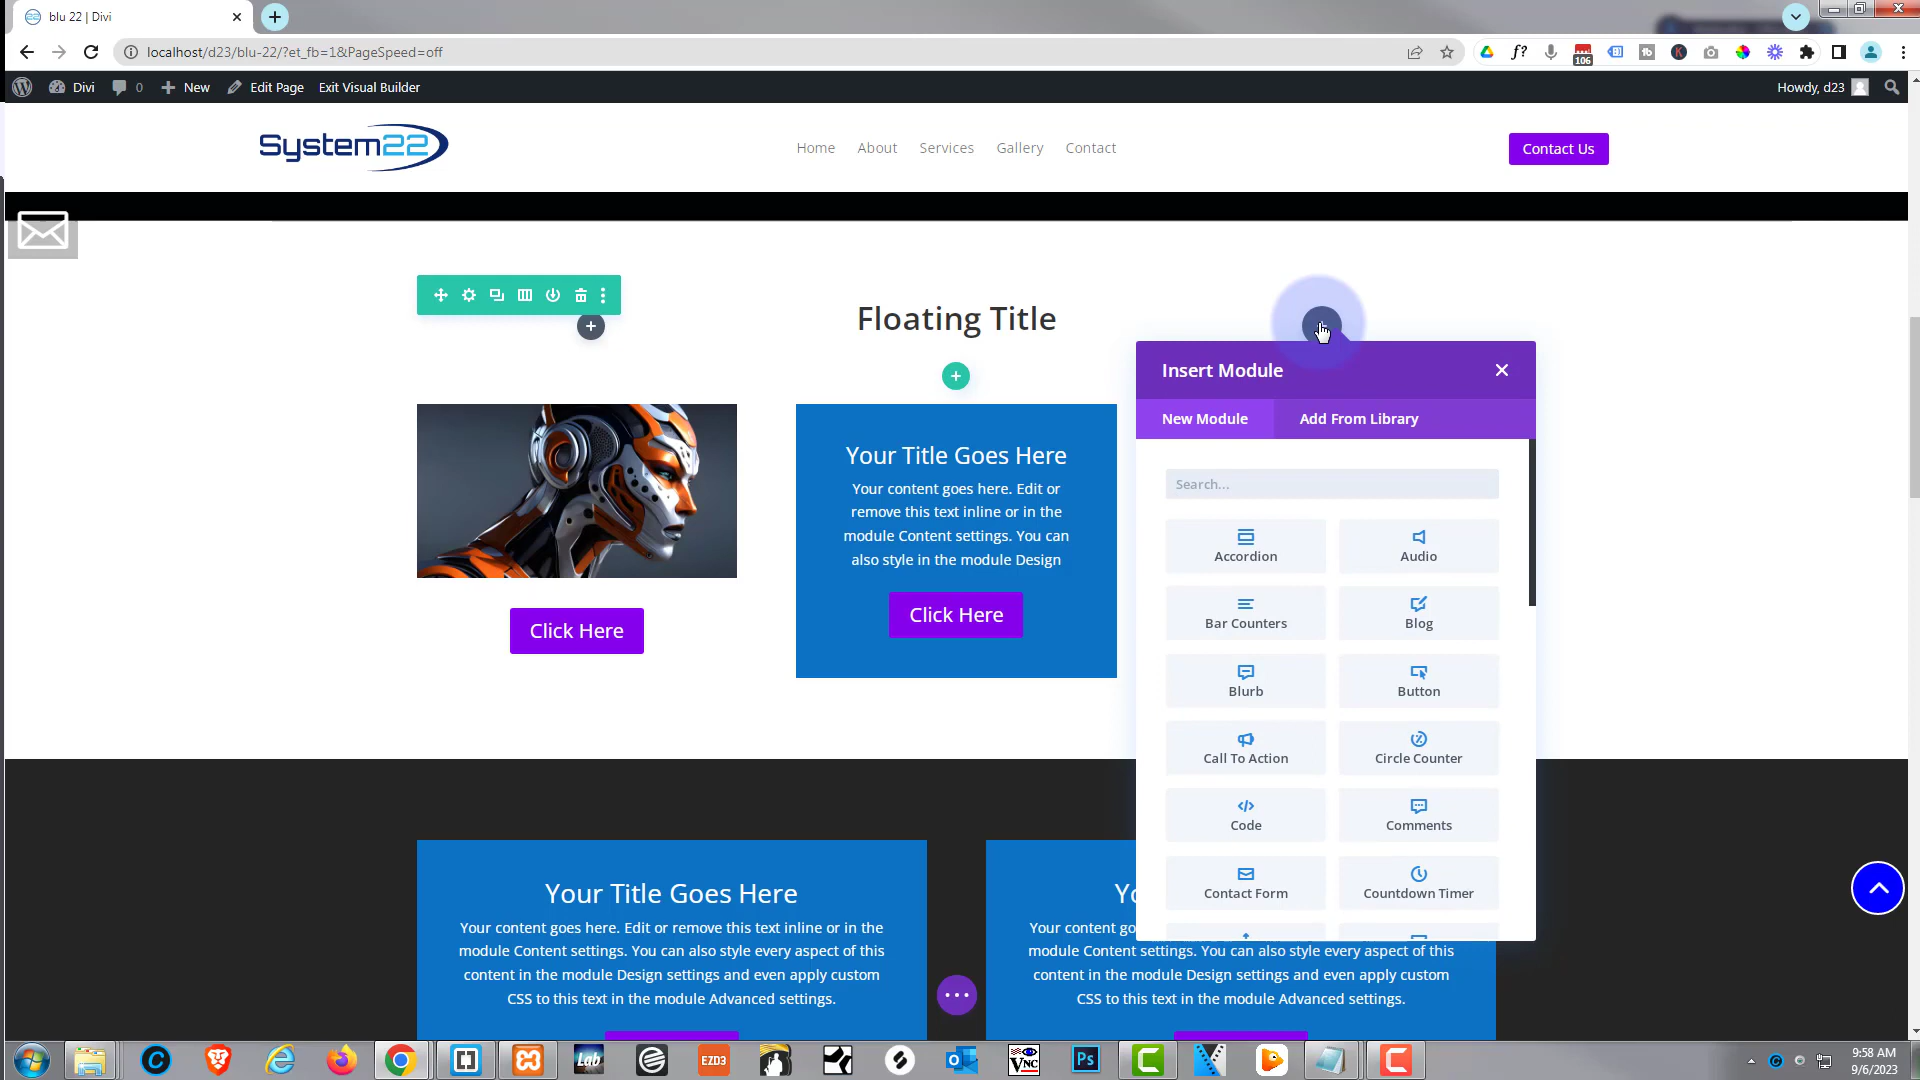 blu 22 | Divi
localhost/d23/blu-22/?et_fb=1&PageSpeed=off
f?
tb
K
106
Divi
0
New
Edit Page
Exit Visual Builder
Howdy, d23
System22
Home
About
Services
Gallery
Contact
Contact Us
Floating Title
Insert Module
New Module
Add From Library
Search...
Accordion
Audio
Bar Counters
Blog
Blurb
Button
Call To Action
Circle Counter
Code
Comments
Contact Form
Countdown Timer
Your Title Goes Here
Your content goes here. Edit or
remove this text inline or in the
module Content settings. You can
also style in the module Design
Click Here
Click Here
Your Title Goes Here
Your content goes here. Edit or remove this text inline or in the
module Content settings. You can also style every aspect of this
content in the module Design settings and even apply custom
CSS to this text in the module Advanced settings.
Your content go
module Content settings. You can also style every aspect of this
content in the module Design settings and even apply custom
CSS to this text in the module Advanced settings.
Lab
EZD3
VNC
Ps
9:58 AM
9/6/2023